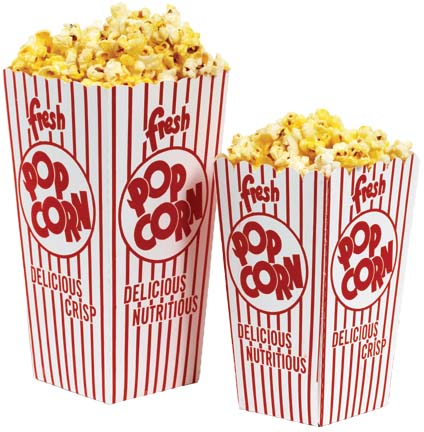 fresh
POP
CORN
DELICIOUS
CRISP
fresh
POP
CORN
DELICIOUS
NUTRITIOUS
fresh
POP
CORN
DELICIOUS
NUTRITIOUS
fresh
POP
CORN
DELICIOUS
CRISP